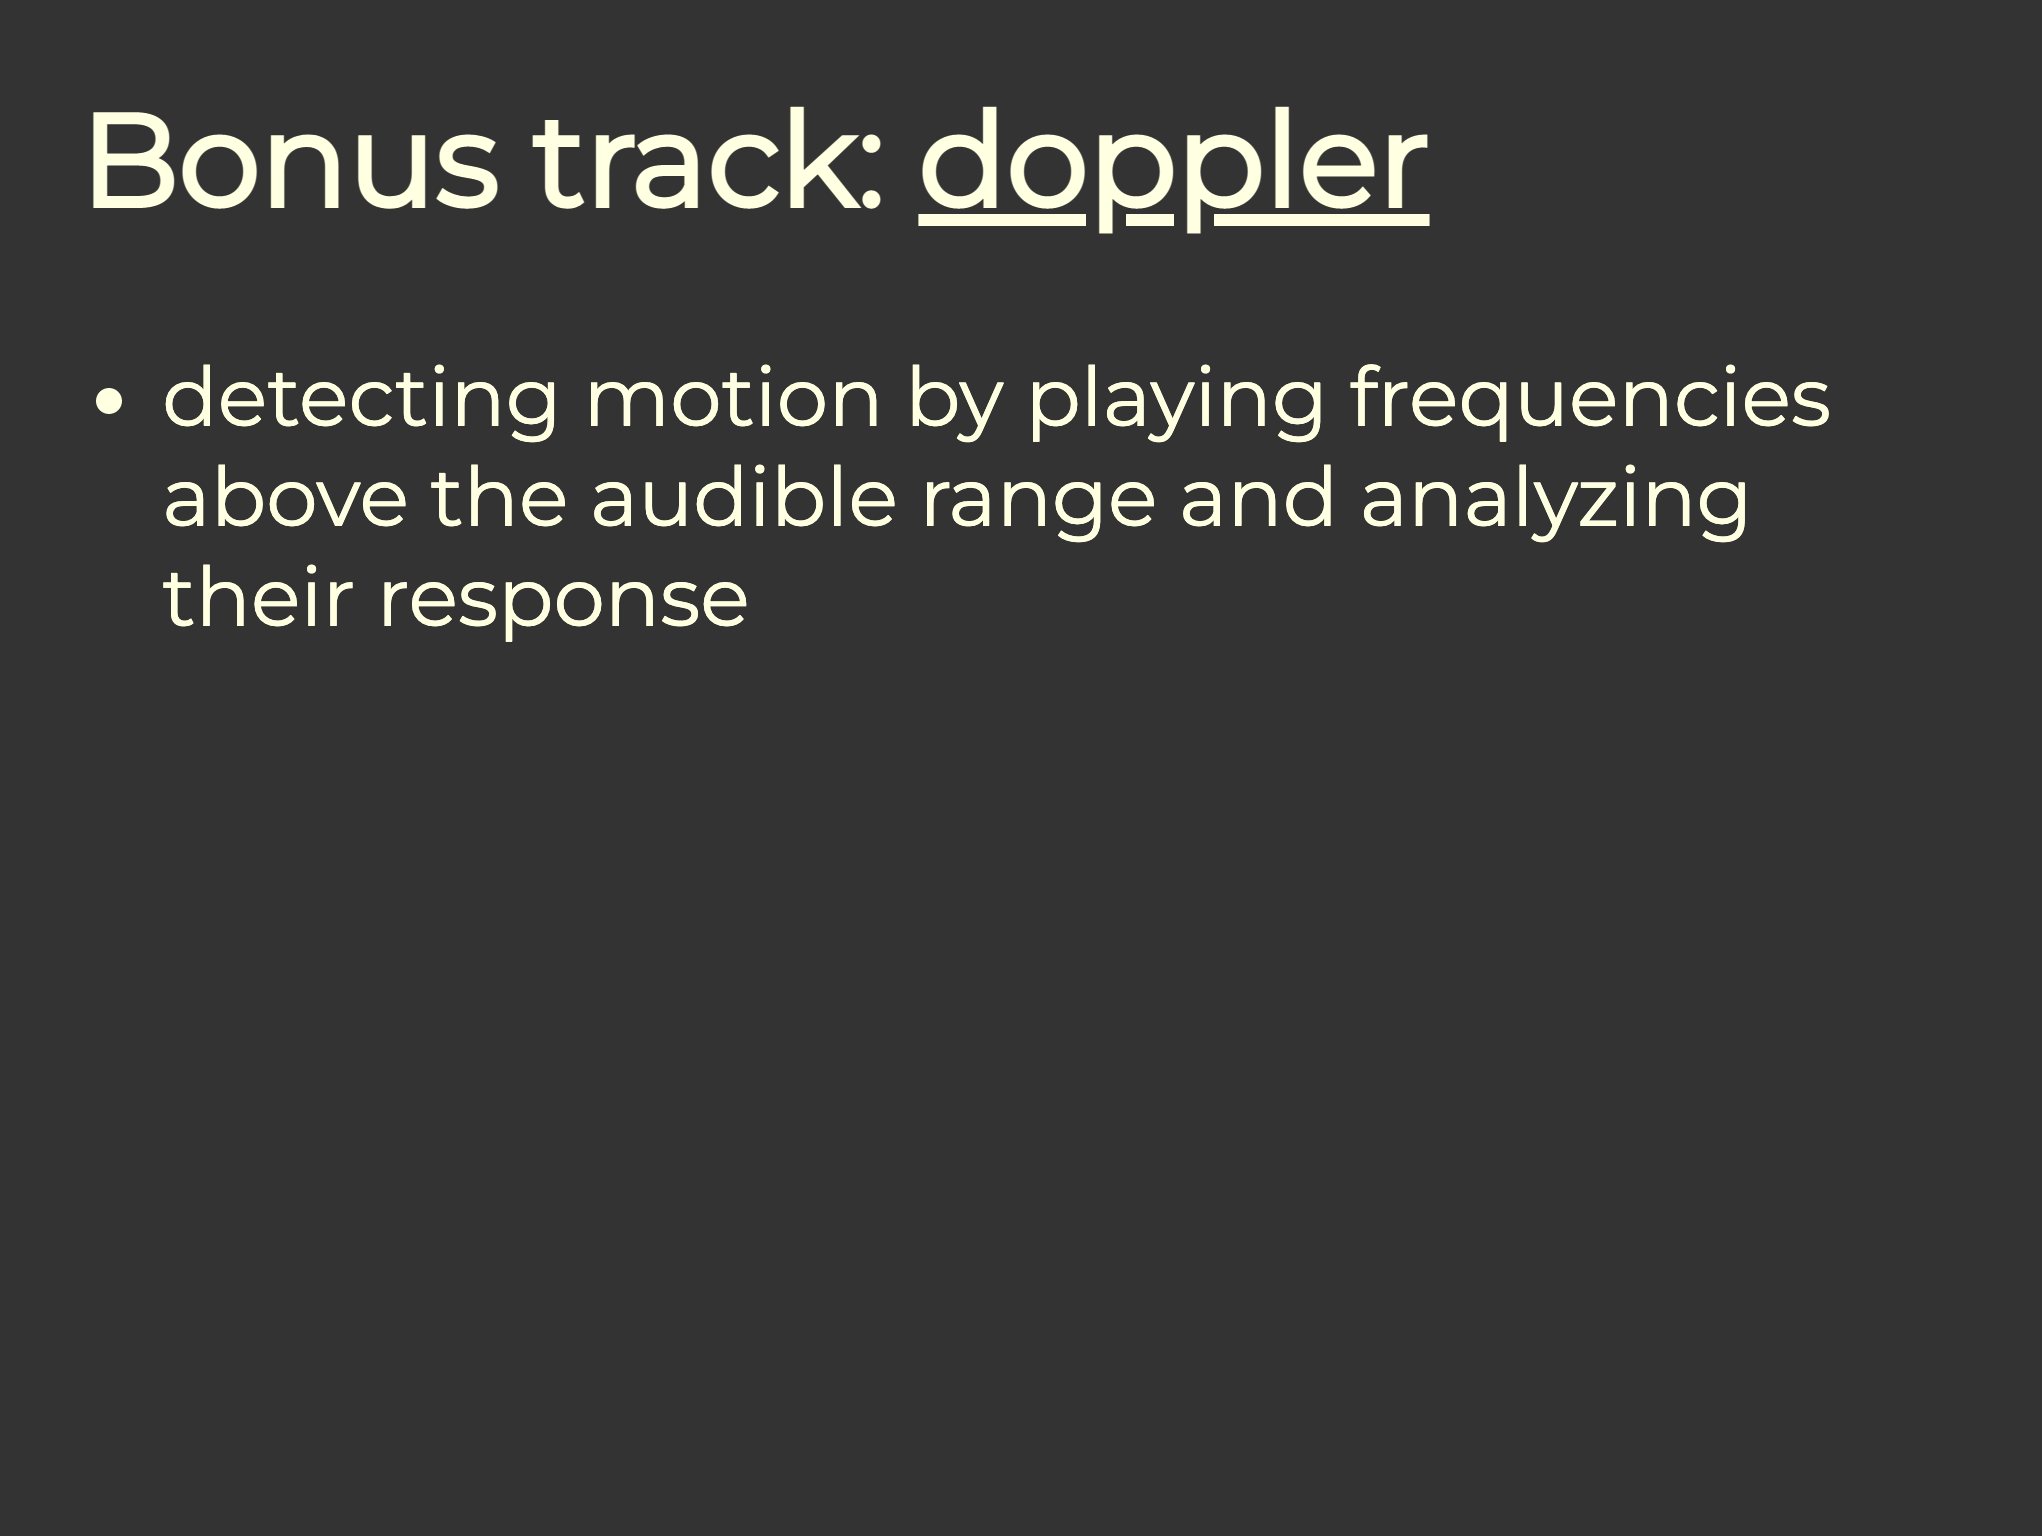 Bonus track: doppler
• detecting motion by playing frequencies
above the audible range and analyzing
their response